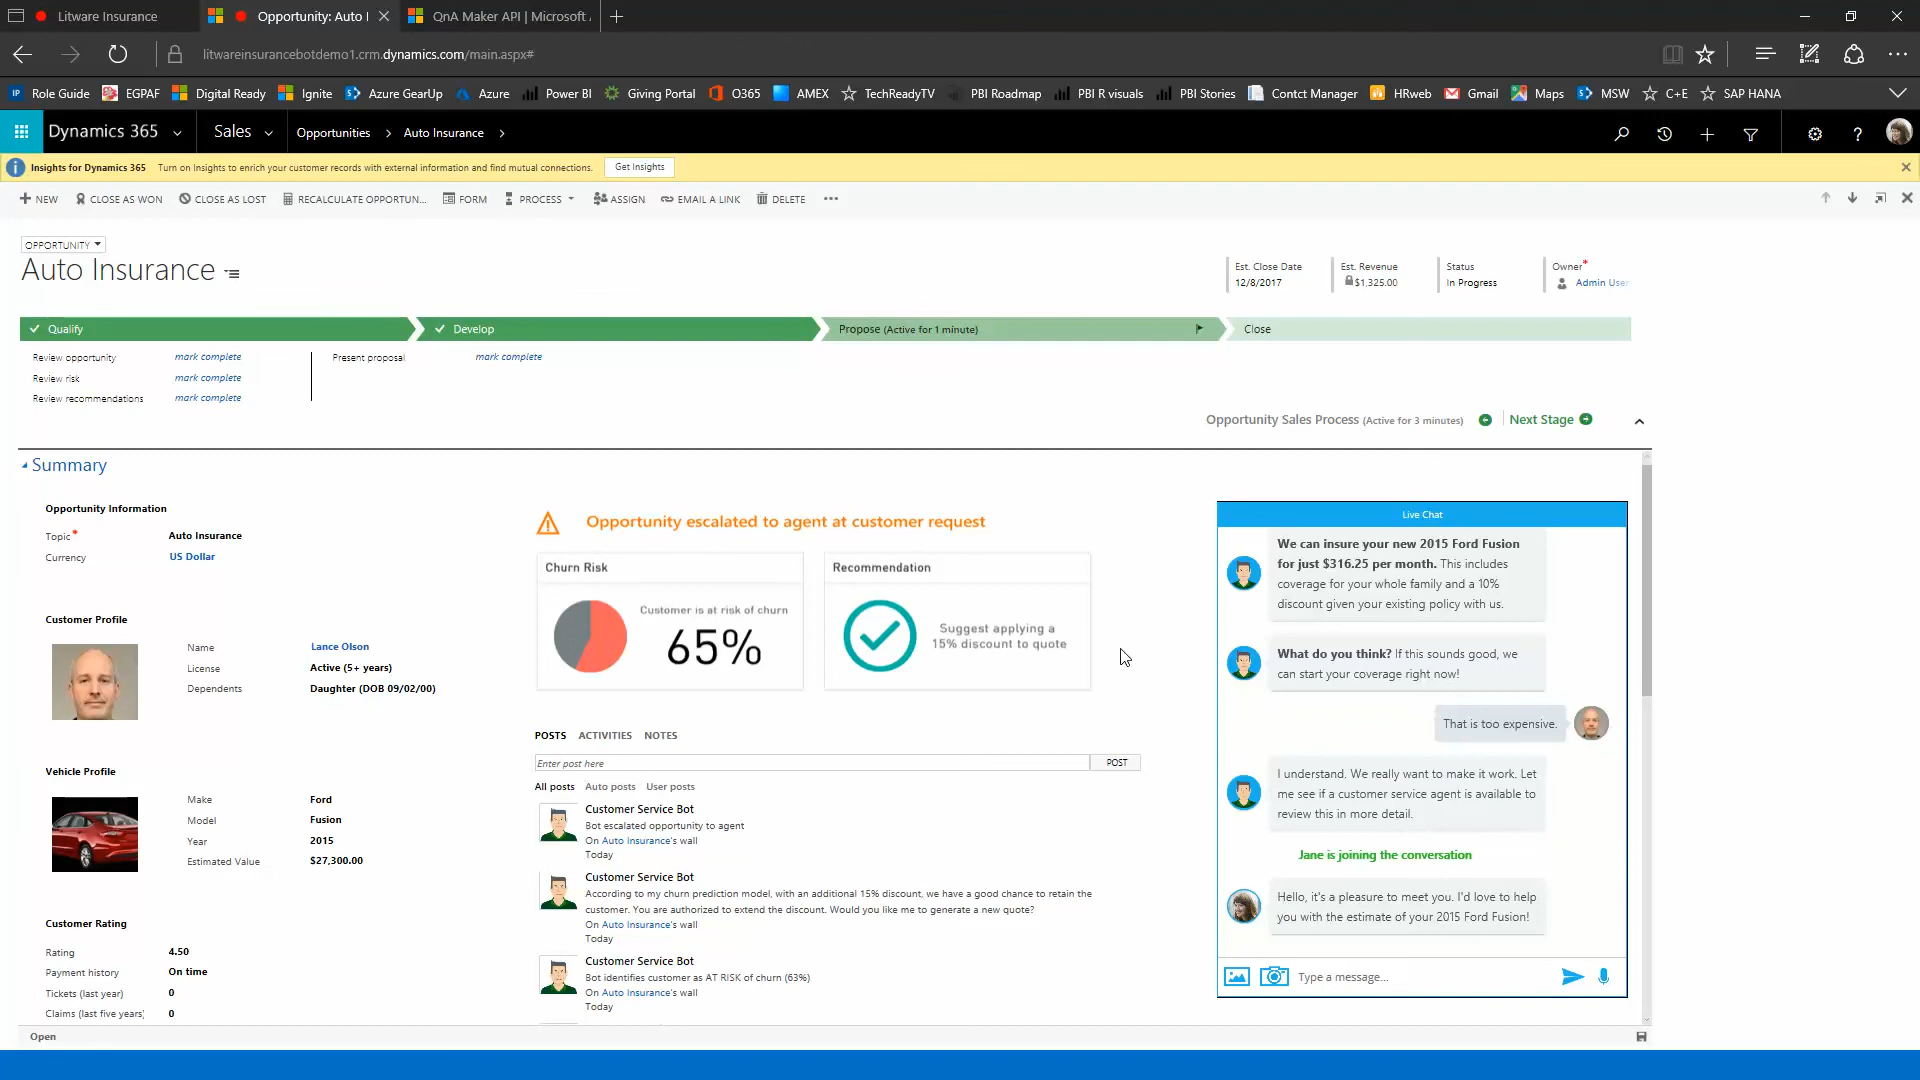 Litware Insurance
Opportunity: Auto I
QnA Maker API | Microsoft
litwareinsurancebotdemo1.crm.dynamics.com/main.aspx#
IP Role Guide EGPAF Digital Ready Ignite Azure GearUp Azure Power BI Giving Portal O365 AMEX TechReadyTV PBI Roadmap PBI R visuals PBI Stories Contct Manager HRweb Gmail Maps MSW C+E SAP HANA
Dynamics 365 Sales Opportunities Auto Insurance
Insights for Dynamics 365 Turn on Insights to enrich your customer records with external information and find mutual connections. Get Insights
NEW CLOSE AS WON CLOSE AS LOST RECALCULATE OPPORTUN... FORM PROCESS ASSIGN EMAIL A LINK DELETE
OPPORTUNITY
Auto Insurance
Est. Close Date
12/8/2017
Est. Revenue
$1,325.00
Status
In Progress
Owner*
Admin User
Qualify Develop Propose (Active for 1 minute) Close
Review opportunity mark complete
Review risk mark complete
Review recommendations mark complete
Present proposal mark complete
Opportunity Sales Process (Active for 3 minutes) Next Stage
Summary
Opportunity Information
Topic* Auto Insurance
Currency US Dollar
Customer Profile
Name Lance Olson
License Active (5+ years)
Dependents Daughter (DOB 09/02/00)
Vehicle Profile
Make Ford
Model Fusion
Year 2015
Estimated Value $27,300.00
Customer Rating
Rating 4.50
Payment history On time
Tickets (last year) 0
Claims (last five years) 0
Opportunity escalated to agent at customer request
Churn Risk
Customer is at risk of churn
65%
Recommendation
Suggest applying a
15% discount to quote
POSTS ACTIVITIES NOTES
Enter post here POST
All posts Auto posts User posts
Customer Service Bot
Bot escalated opportunity to agent
On Auto Insurance's wall
Today
Customer Service Bot
According to my churn prediction model, with an additional 15% discount, we have a good chance to retain the
customer. You are authorized to extend the discount. Would you like me to generate a new quote?
On Auto Insurance's wall
Today
Customer Service Bot
Bot identifies customer as AT RISK of churn (63%)
On Auto Insurance's wall
Today
Live Chat
We can insure your new 2015 Ford Fusion
for just $316.25 per month. This includes
coverage for your whole family and a 10%
discount given your existing policy with us.
What do you think? If this sounds good, we
can start your coverage right now!
That is too expensive.
I understand. We really want to make it work. Let
me see if a customer service agent is available to
review this in more detail.
Jane is joining the conversation
Hello, it's a pleasure to meet you. I'd love to help
you with the estimate of your 2015 Ford Fusion!
Type a message...
Open